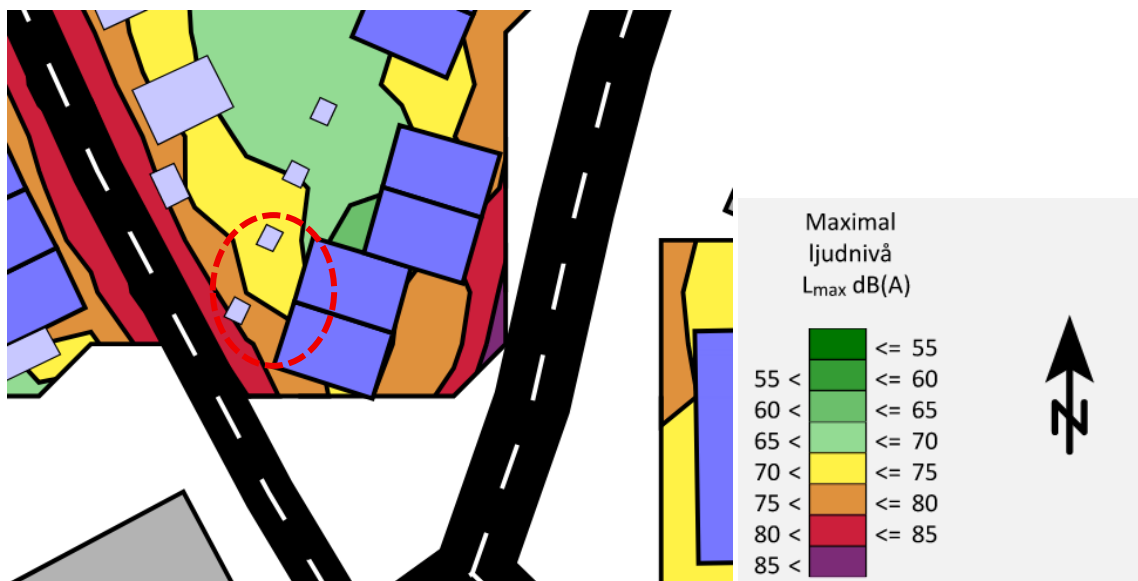 Maximal
ljudnivå
Lmax dB(A)
<= 55
55 < <= 60
60 < <= 65
65 < <= 70
70 < <= 75
75 < <= 80
80 < <= 85
85 <
N